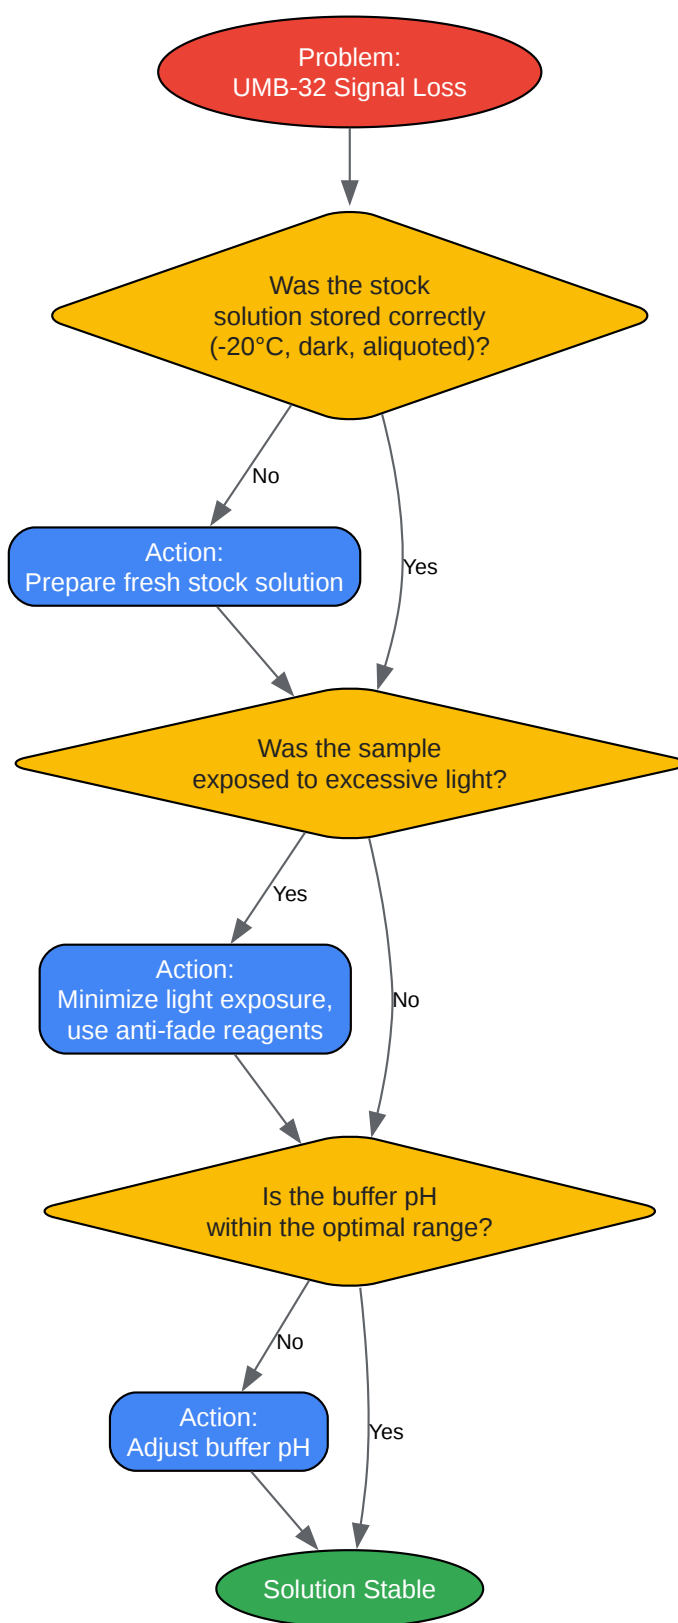 Problem:
UMB-32 Signal Loss
Was the stock
solution stored correctly
(-20°C, dark, aliquoted)?
No
Action:
Prepare fresh stock solution
Yes
Was the sample
exposed to excessive light?
Yes
Action:
Minimize light exposure,
use anti-fade reagents
No
Is the buffer pH
within the optimal range?
No
Action:
Adjust buffer pH
Yes
Solution Stable